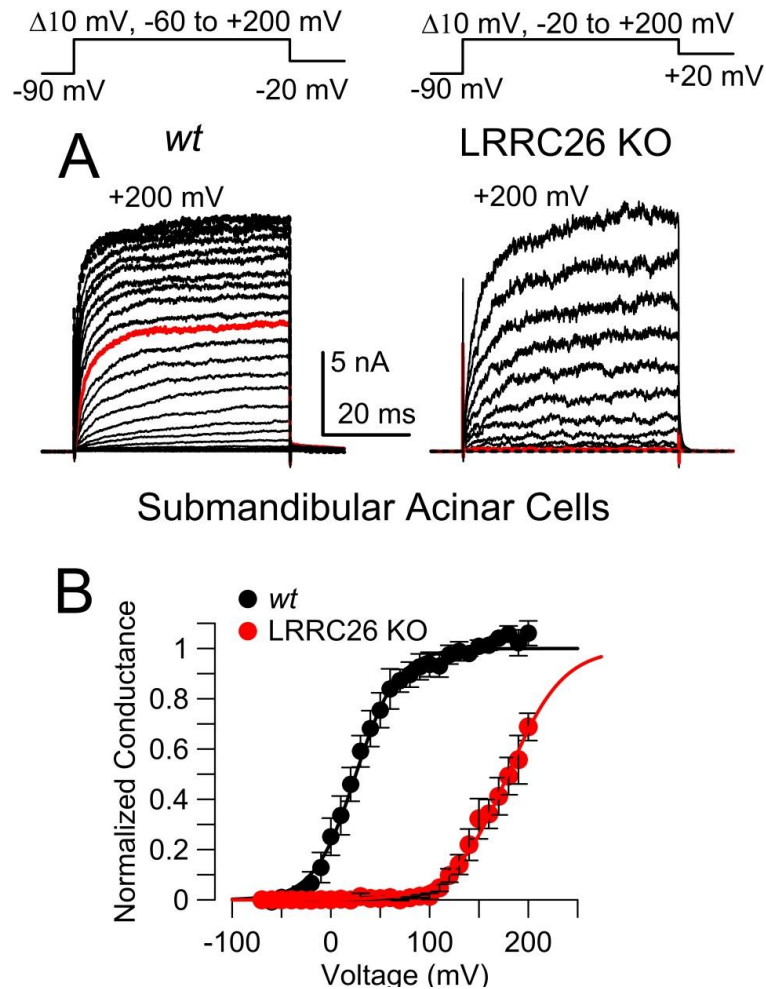 Δ10 mV, -60 to +200 mV
Δ10 mV, -20 to +200 mV
-90 mV
-20 mV
-90 mV
+20 mV
A
wt
LRRC26 KO
+200 mV
+200 mV
5 nA
20 ms
Submandibular Acinar Cells
B
wt
LRRC26 KO
Normalized Conductance
1
0.8
0.6
0.4
0.2
0
-100
0
100
200
Voltage (mV)